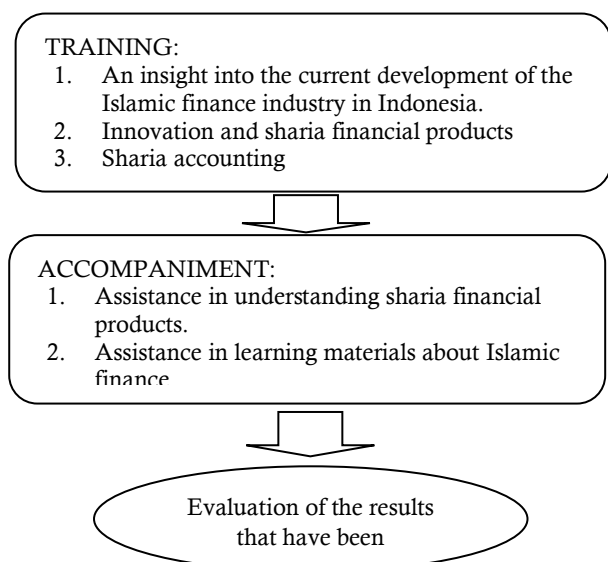 TRAINING:
1. An insight into the current development of the
Islamic finance industry in Indonesia.
2. Innovation and sharia financial products
3. Sharia accounting
ACCOMPANIMENT:
1. Assistance in understanding sharia financial
products.
2. Assistance in learning materials about Islamic
finance
Evaluation of the results
that have been